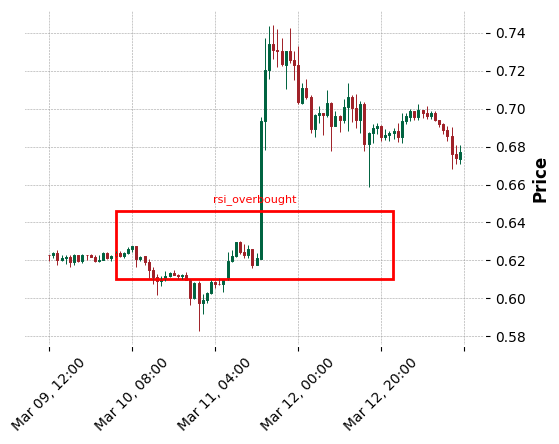 0.74
0.72
0.70
0.68
0.66
0.64
0.62
0.60
0.58
Price
rsi_overbought
Mar 09, 12:00
Mar 10, 08:00
Mar 11, 04:00
Mar 12, 00:00
Mar 12, 20:00